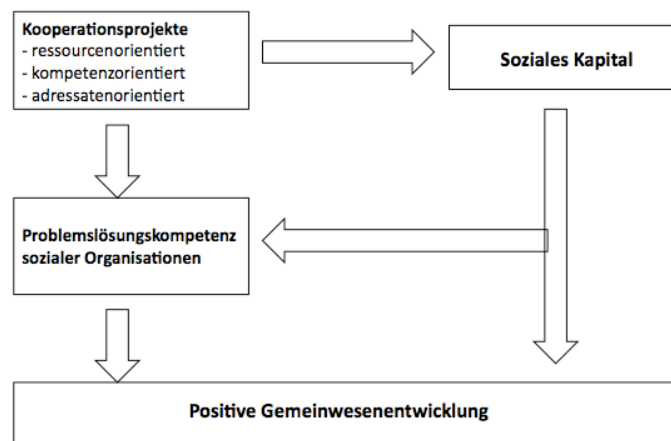 Kooperationsprojekte
- ressourcenorientiert
- kompetenzorientiert
- adressatenorientiert
Soziales Kapital
Problemslösungskompetenz
sozialer Organisationen
Positive Gemeinwesenentwicklung